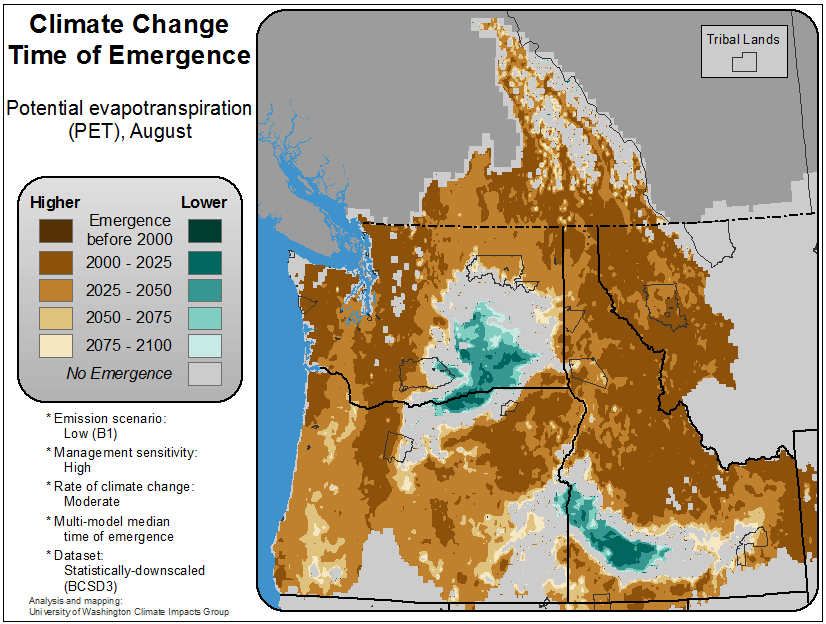 Climate Change
Time of Emergence
Potential evapotranspiration
(PET), August
Higher
Lower
Emergence
before 2000
2000 - 2025
2025 - 2050
2050 - 2075
2075 - 2100
No Emergence
* Emission scenario:
Low (B1)
* Management sensitivity:
High
* Rate of climate change:
Moderate
* Multi-model median
time of emergence
* Dataset:
Statistically-downscaled
(BCSD3)
Analysis and mapping:
University of Washington Climate Impacts Group
Tribal Lands